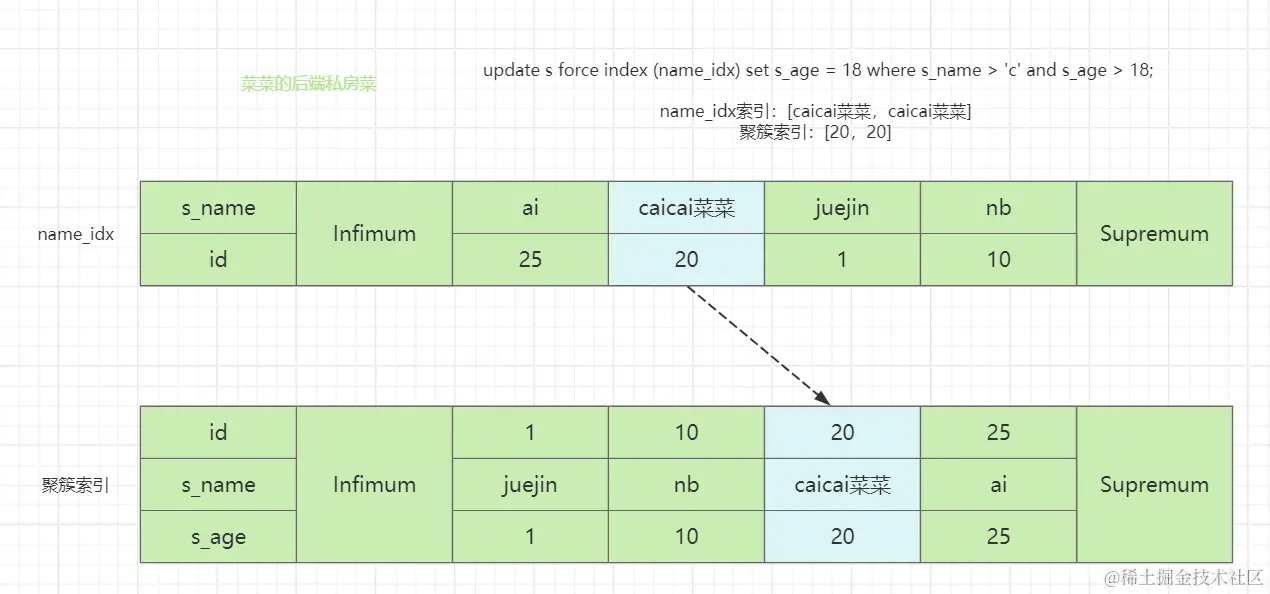 菜菜的后端私房菜
update s force index (name_idx) set s_age = 18 where s_name > 'c' and s_age > 18;
name_idx索引：[caicai菜菜，caicai菜菜]
聚簇索引：[20，20]
name_idx
s_name Infimum ai caicai菜菜 juejin nb Supremum
id 25 20 1 10
聚簇索引
id Infimum 1 10 20 25 Supremum
s_name juejin nb caicai菜菜 ai
s_age 1 10 20 25
@稀土掘金技术社区